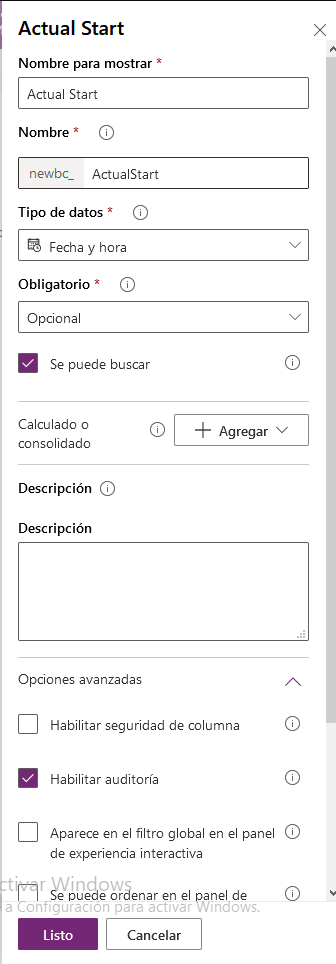 Actual Start
Nombre para mostrar *
Actual Start
Nombre *
newbc_ ActualStart
Tipo de datos *
Fecha y hora
Obligatorio *
Opcional
Se puede buscar
Calculado o
consolidado
Agregar
Descripción
Descripción
Opciones avanzadas
Habilitar seguridad de columna
Habilitar auditoría
Aparece en el filtro global en el panel
de experiencia interactiva
ctivar Windows
Se puede ordenar en el panel de
a Configuración para activar Windows.
Listo
Cancelar